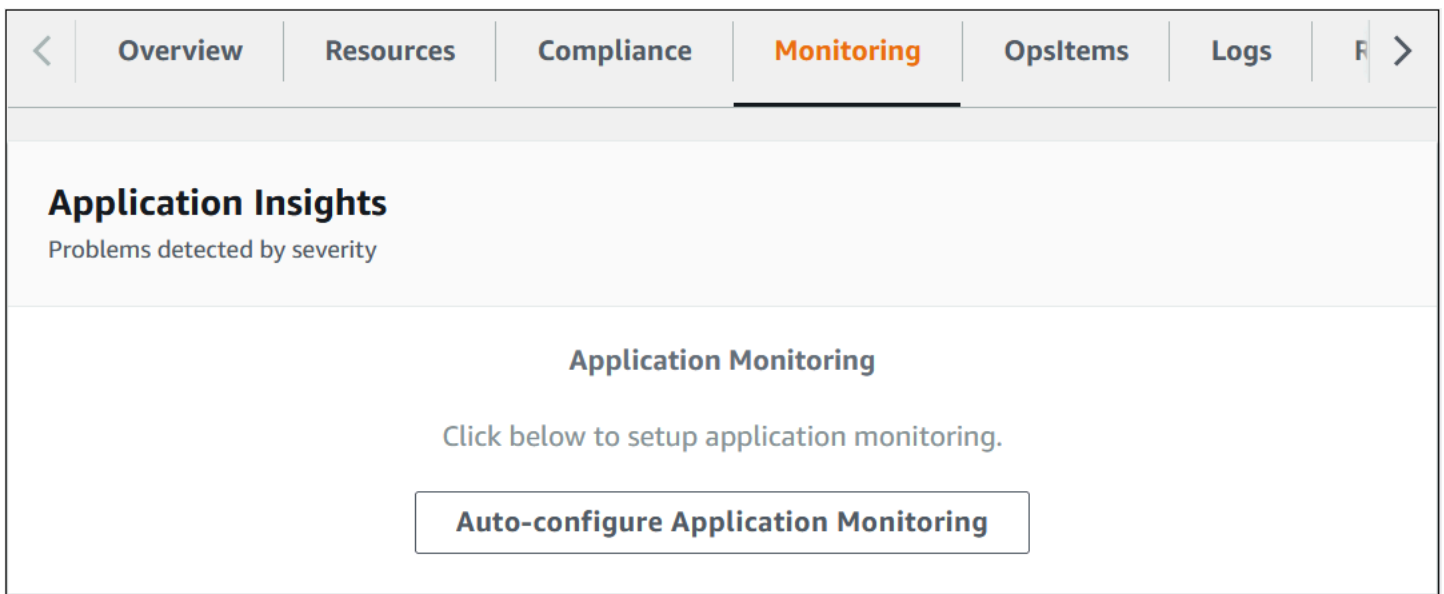 Overview Resources Compliance Monitoring OpsItems Logs R
Application Insights
Problems detected by severity
Application Monitoring
Click below to setup application monitoring.
Auto-configure Application Monitoring